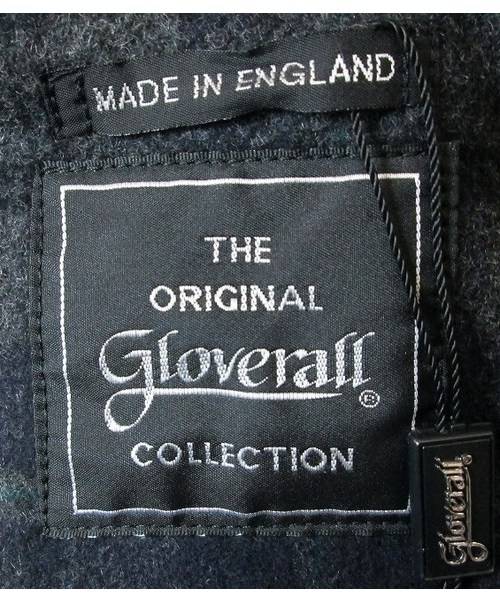 MADE IN ENGLAND
THE
ORIGINAL
Gloverall®
COLLECTION
Gloverall